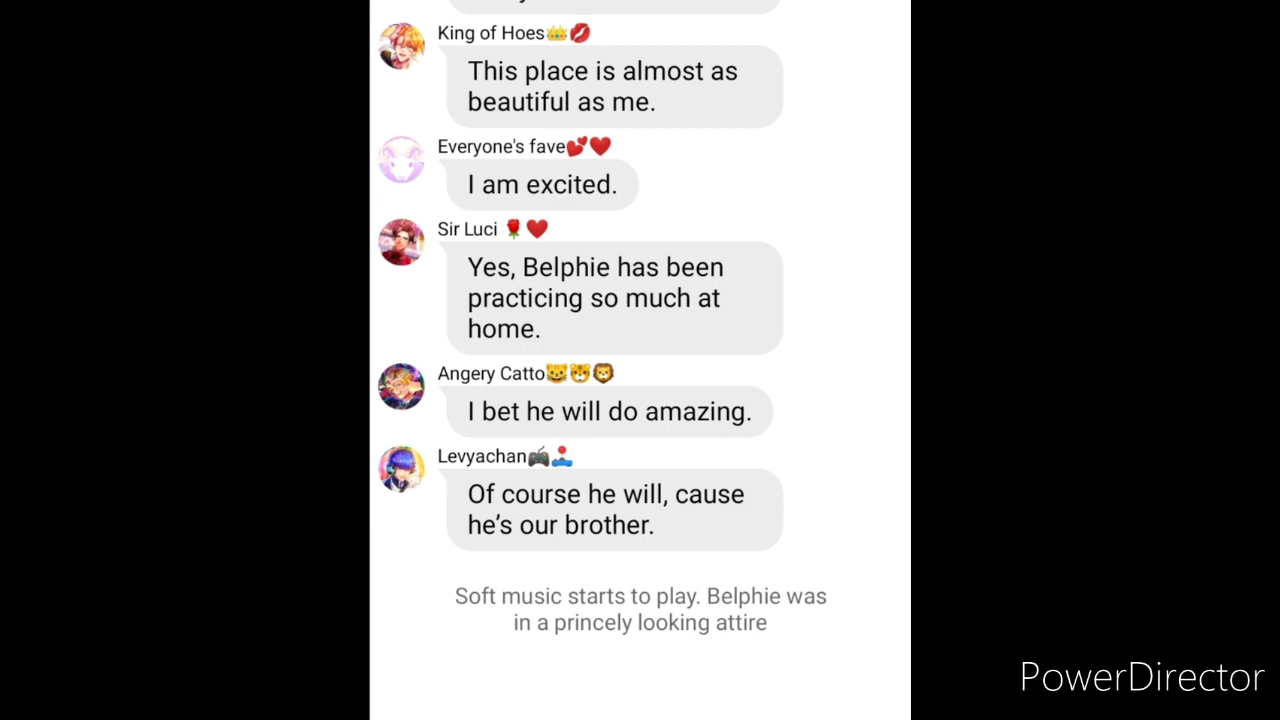 King of Hoes👑💋
This place is almost as
beautiful as me.
Everyone's fave💕❤️
I am excited.
Sir Luci 🌹❤️
Yes, Belphie has been
practicing so much at
home.
Angery Catto😺🐯🦁
I bet he will do amazing.
Levyachan🎮🕹️
Of course he will, cause
he’s our brother.
Soft music starts to play. Belphie was
in a princely looking attire
PowerDirector